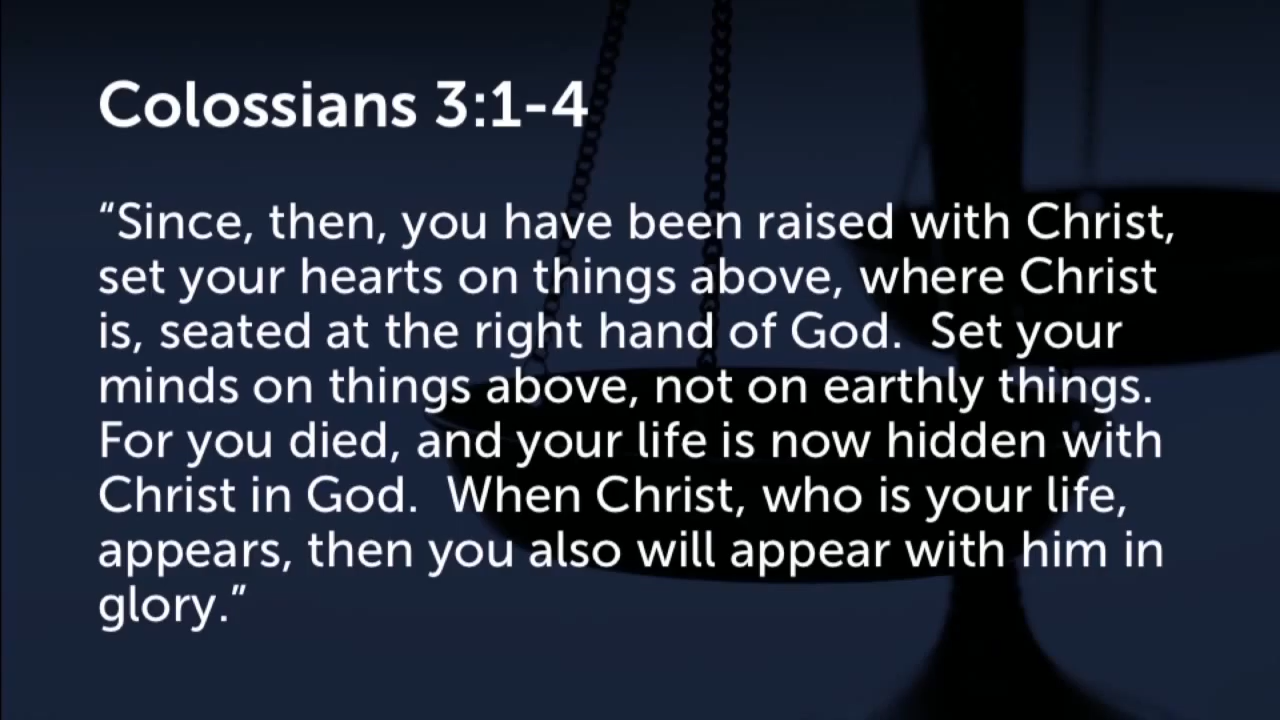 Colossians 3:1-4
“Since, then, you have been raised with Christ,
set your hearts on things above, where Christ
is, seated at the right hand of God.  Set your
minds on things above, not on earthly things.
For you died, and your life is now hidden with
Christ in God.  When Christ, who is your life,
appears, then you also will appear with him in
glory.”